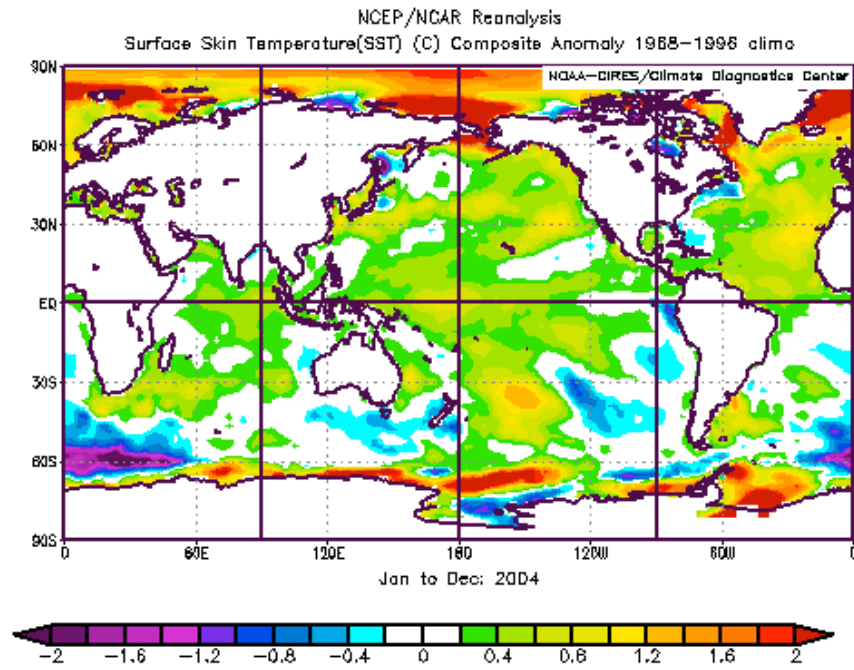 NCEP/NCAR Reanalysis
Surface Skin Temperature(SST) (C) Composite Anomaly 1968-1996 climo
90N
NOAA-CIRES/Climate Diagnostics Center
60N
30N
EQ
30S
60S
90S
0 60E 120E 180 120W 60W 0
Jan to Dec: 2004
-2 -1.6 -1.2 -0.8 -0.4 0 0.4 0.8 1.2 1.6 2